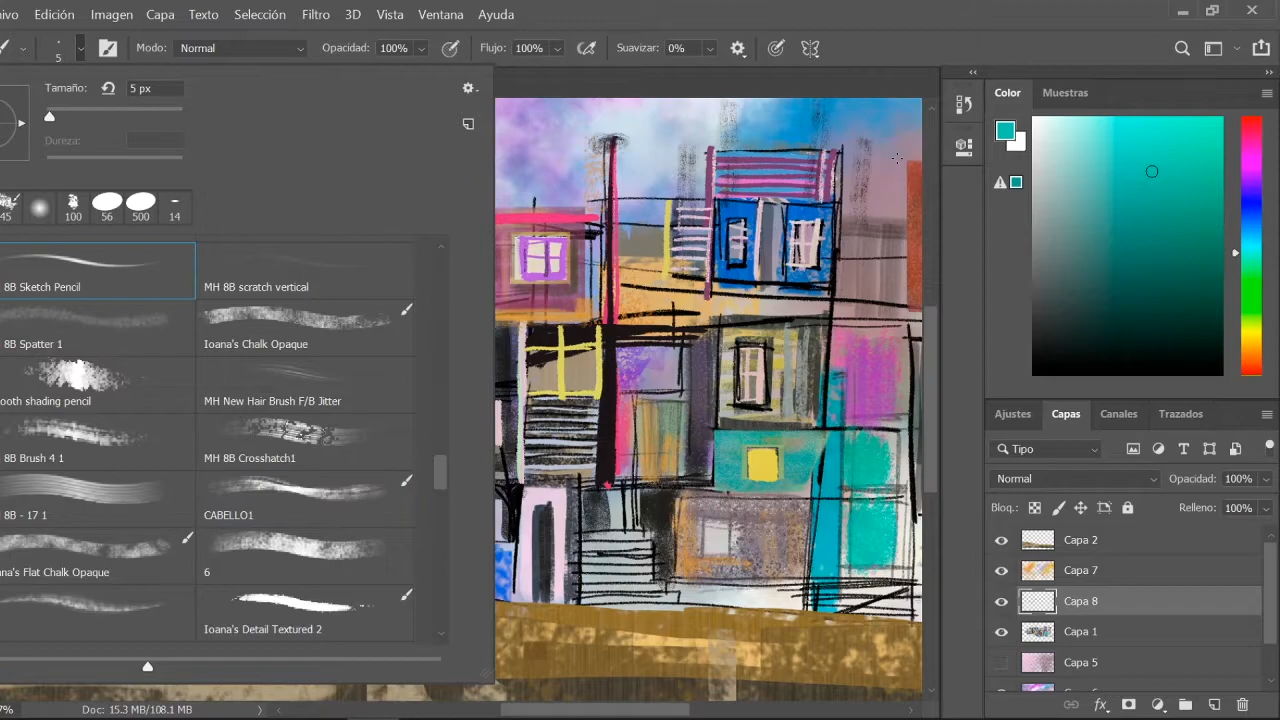 Edición Imagen Capa Texto Selección Filtro 3D Vista Ventana Ayuda
5 Modo: Normal Opacidad: 100% Flujo: 100% Suavizar: 0%
Tamaño: 5 px
Dureza:
Color Muestras
45 100 56 500 14
8B Sketch Pencil MH 8B scratch vertical
8B Spatter 1 Ioana's Chalk Opaque
shading pencil MH New Hair Brush F/B Jitter
8B Brush 4 1 MH 8B Crosshatch1
8B - 17 1 CABELLO1
Flat Chalk Opaque 6
Ioana's Detail Textured 2
Ajustes Capas Canales Trazados
Tipo
Normal Opacidad: 100%
Bloq.: Relleno: 100%
Capa 2
Capa 7
Capa 8
Capa 1
Capa 5
Doc: 15.3 MB/108.1 MB
fx